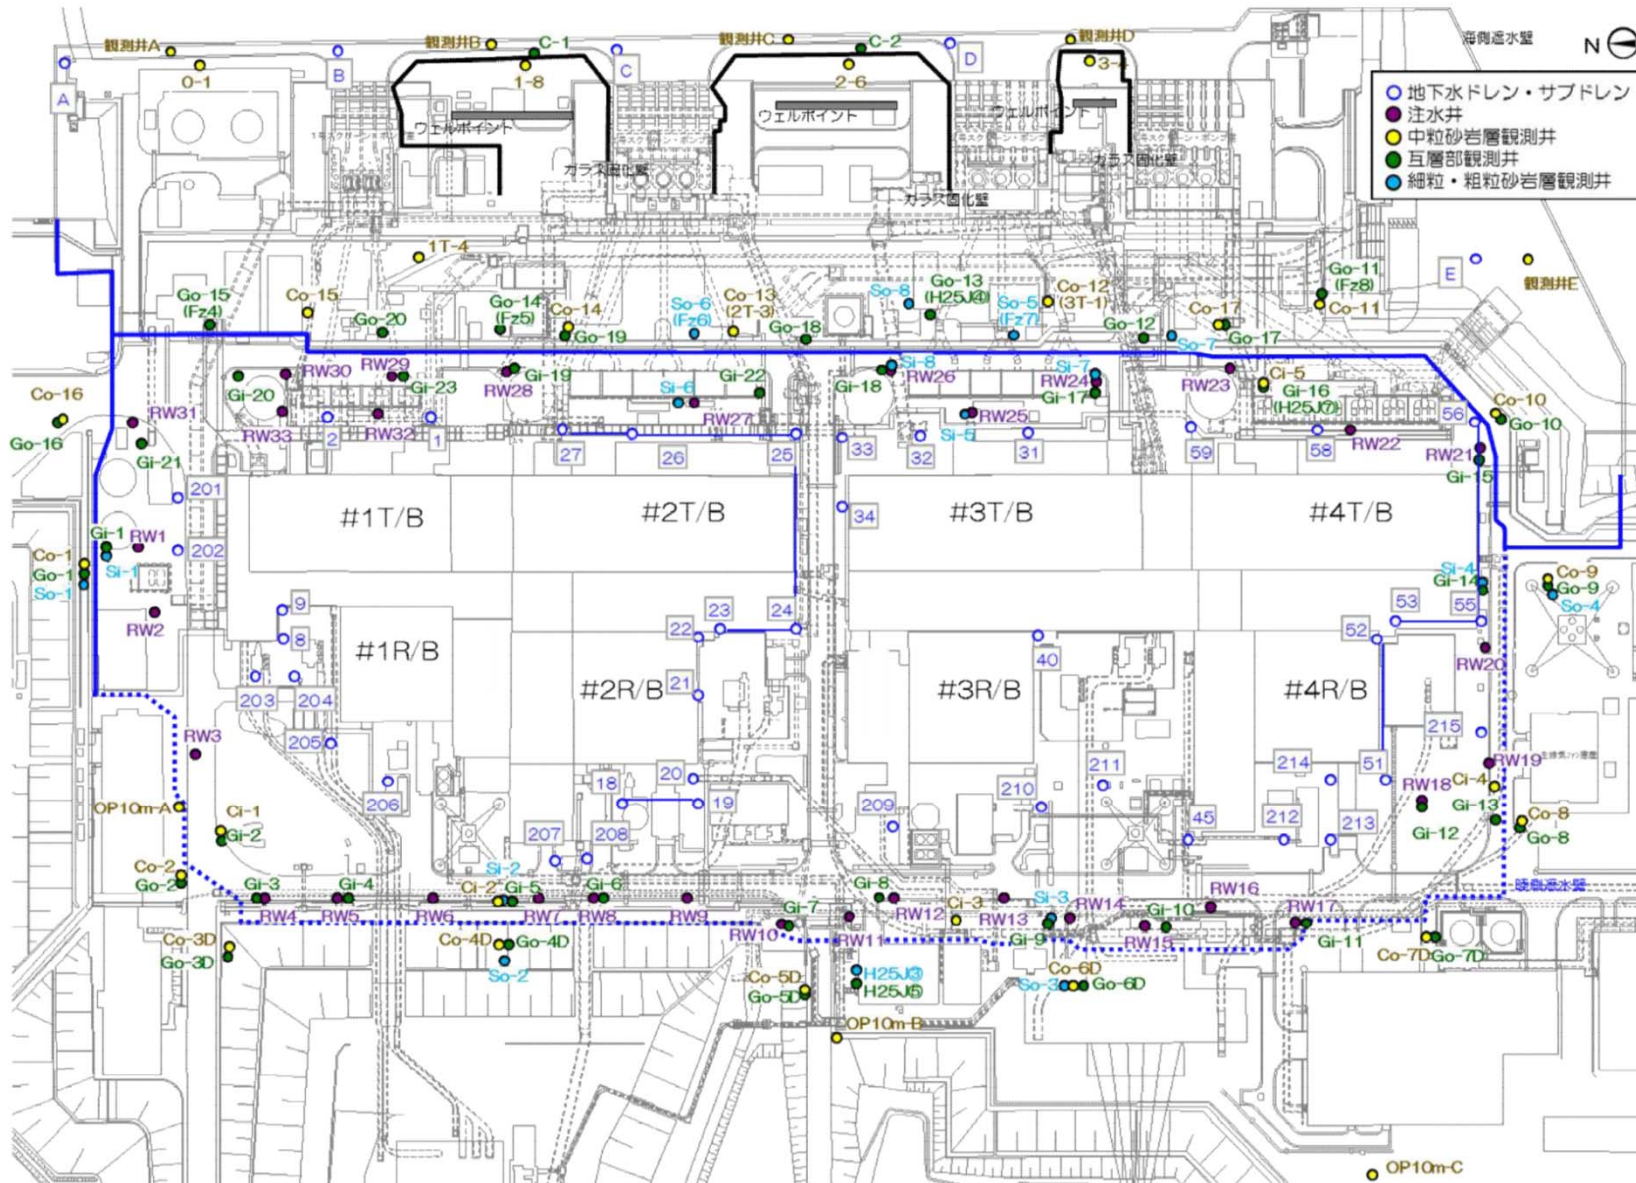 海側遮水壁
N
観測井A
観測井B
C-1
観測井C
C-2
観測井D
A
0-1
B
1-8
C
2-6
D
3-4
地下水ドレン・サブドレン
注水井
中粒砂岩層観測井
互層部観測井
細粒・粗粒砂岩層観測井
ウェルポイント
ウェルポイント
ウェルポイント
ガラス固化壁
ガラス固化壁
ガラス固化壁
1T-4
E
観測井E
Go-15
(Fz4)
Co-15
Go-20
Go-14
(Fz5)
Co-14
Go-19
So-6
(Fz6)
Co-13
(2T-3)
Go-18
So-8
Go-13
(H25J④)
So-5
(Fz7)
Co-12
(3T-1)
Go-12
So-7
Co-17
Go-17
Go-11
(Fz8)
Co-11
Gi-20
RW30
RW29
Gi-23
RW28
Gi-19
Si-6
RW27
Gi-22
Gi-18
Si-8
RW26
Si-7
RW24
Gi-17
RW23
Ci-5
Gi-16
(H25J⑦)
Co-16
Go-16
RW31
Gi-21
RW33
2
RW32
1
27
26
25
33
32
Si-5
RW25
31
59
58
RW22
56
Co-10
Go-10
RW21
Gi-15
201
202
#1T/B
#2T/B
34
#3T/B
#4T/B
Co-1
Go-1
So-1
Gi-1
Si-1
RW1
RW2
9
8
#1R/B
22
23
24
40
52
53
55
Si-4
Gi-14
Co-9
Go-9
So-4
RW20
203
204
205
206
#2R/B
21
#3R/B
#4R/B
215
RW3
OP10m-A
18
20
19
209
210
211
214
51
RW18
RW19
Ci-4
Gi-13
Gi-12
Co-8
Go-8
Ci-1
Gi-2
207
208
45
212
213
Co-2
Go-2
Gi-3
RW4
Gi-4
RW5
RW6
Ci-2
Si-2
Gi-5
RW7
Gi-6
RW8
RW9
RW10
Gi-7
Gi-8
RW11
RW12
Ci-3
RW13
Si-3
Gi-9
RW14
Gi-10
RW15
RW16
RW17
Gi-11
陸側遮水壁
Co-3D
Go-3D
Co-4D
Go-4D
So-2
Co-5D
Go-5D
H25J③
H25J⑤
Co-6D
So-3
Go-6D
Co-7D
Go-7D
OP10m-B
OP10m-C